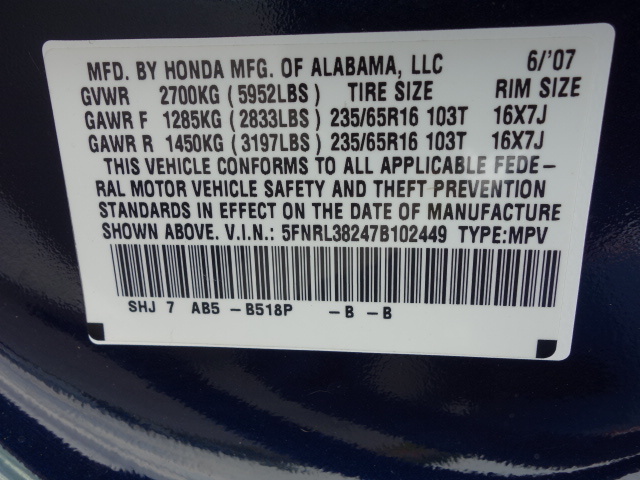 MFD. BY HONDA MFG. OF ALABAMA, LLC 6/'07
GVWR 2700KG (5952LBS) TIRE SIZE RIM SIZE
GAWR F 1285KG (2833LBS) 235/65R16 103T 16X7J
GAWR R 1450KG (3197LBS) 235/65R16 103T 16X7J
THIS VEHICLE CONFORMS TO ALL APPLICABLE FEDE-
RAL MOTOR VEHICLE SAFETY AND THEFT PREVENTION
STANDARDS IN EFFECT ON THE DATE OF MANUFACTURE
SHOWN ABOVE. V.I.N.: 5FNRL38247B102449 TYPE:MPV
SHJ 7 AB5 -B518P -B -B